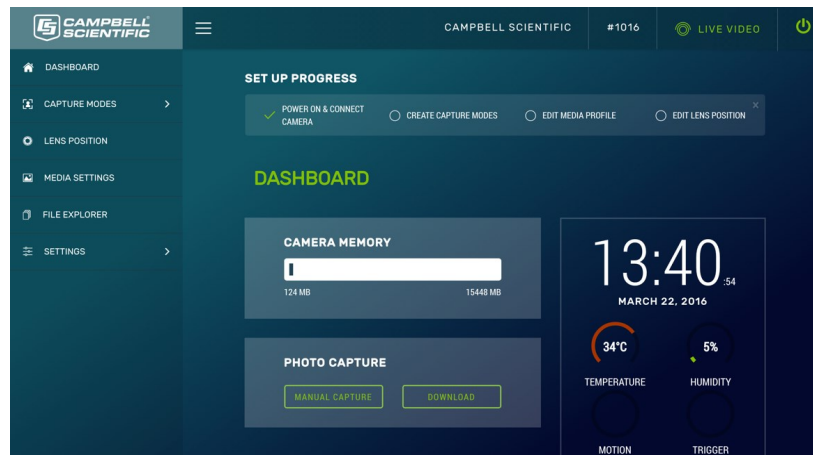 CAMPBELL
SCIENTIFIC
CAMPBELL SCIENTIFIC
#1016
LIVE VIDEO
DASHBOARD
CAPTURE MODES
LENS POSITION
MEDIA SETTINGS
FILE EXPLORER
SETTINGS
SET UP PROGRESS
POWER ON & CONNECT
CAMERA
CREATE CAPTURE MODES
EDIT MEDIA PROFILE
EDIT LENS POSITION
DASHBOARD
CAMERA MEMORY
124 MB
15448 MB
PHOTO CAPTURE
MANUAL CAPTURE
DOWNLOAD
13:40:54
MARCH 22, 2016
34°C
5%
TEMPERATURE
HUMIDITY
MOTION
TRIGGER